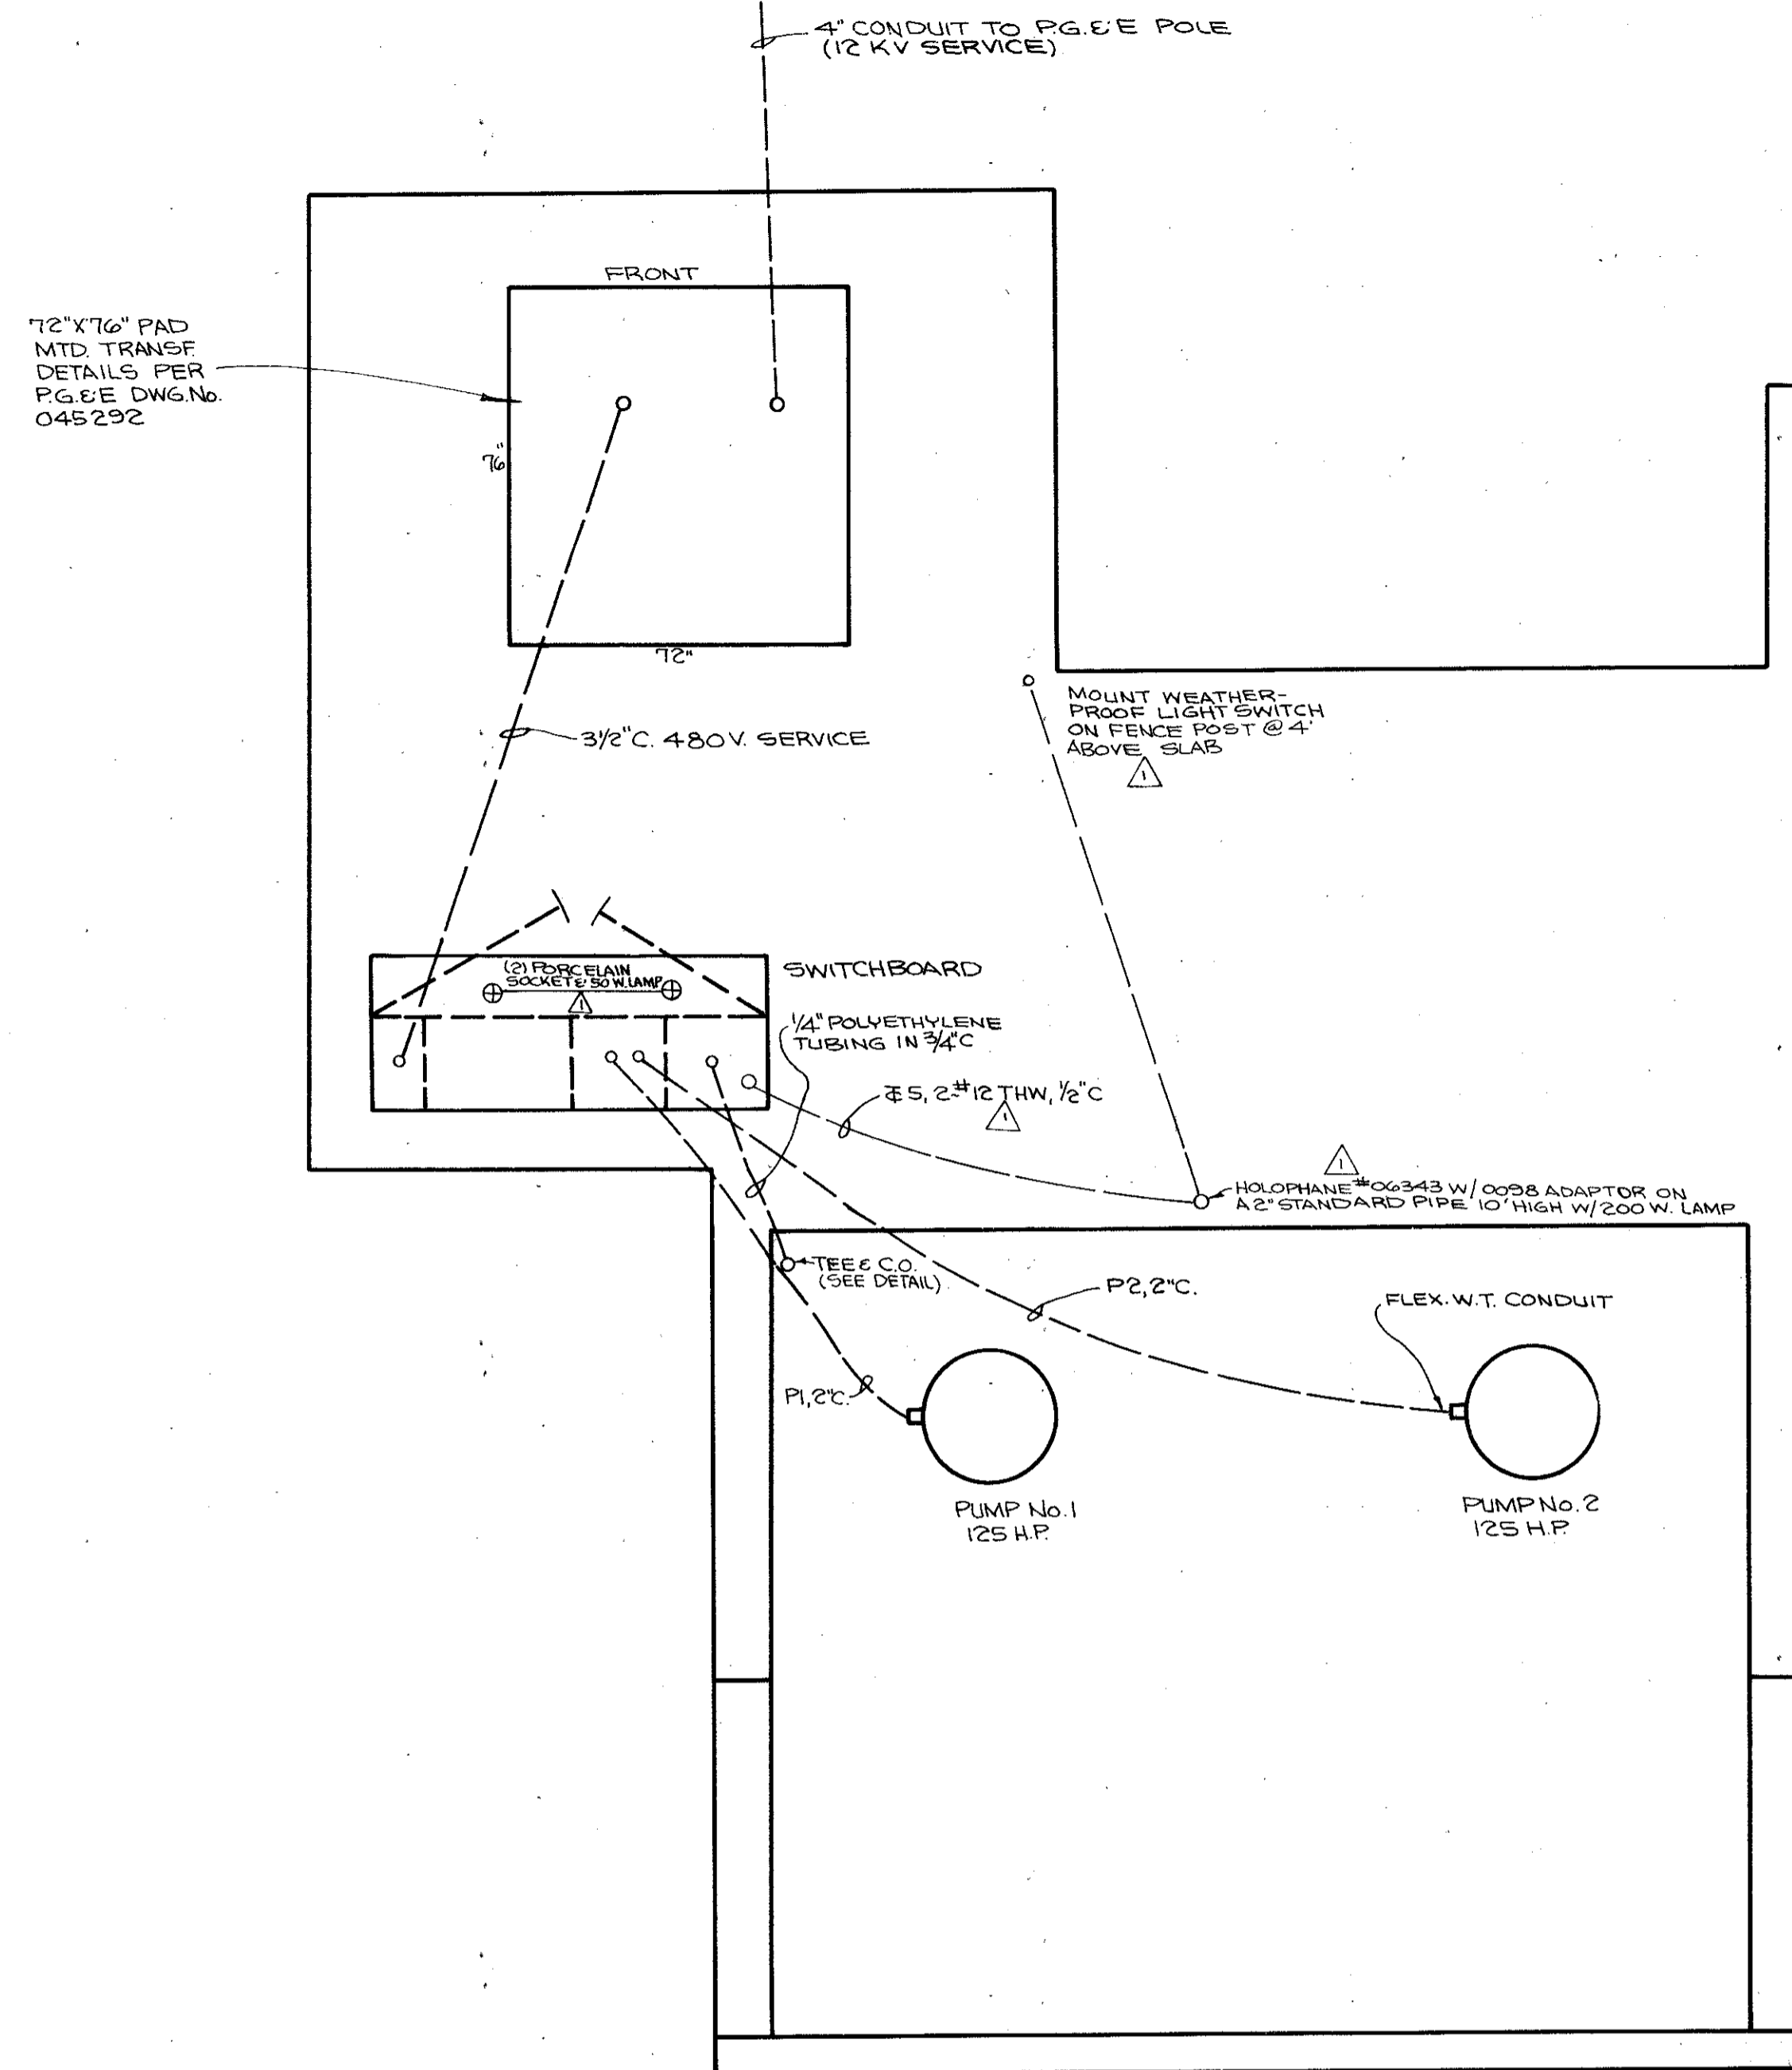 4" CONDUIT TO P.G.&E POLE
(12 KV SERVICE)
FRONT
72"X76" PAD
MTD. TRANSF.
DETAILS PER
P.G.&E DWG.No.
045292
76"
72"
MOUNT WEATHER-
PROOF LIGHT SWITCH
ON FENCE POST @ 4'
ABOVE SLAB
1
3 1/2" C. 480 V. SERVICE
(2) PORCELAIN
SOCKET & 50 W. LAMP
1
SWITCHBOARD
1/4" POLYETHYLENE
TUBING IN 3/4" C
5, 2-#12 THW, 1/2" C
1
1
HOLOPHANE #06343 W/ 0098 ADAPTOR ON
A 2" STANDARD PIPE 10' HIGH W/ 200 W. LAMP
TEE & C.O.
(SEE DETAIL)
P2, 2"C.
FLEX. W.T. CONDUIT
P1, 2"C.
PUMP No. 1
125 H.P.
PUMP No. 2
125 H.P.